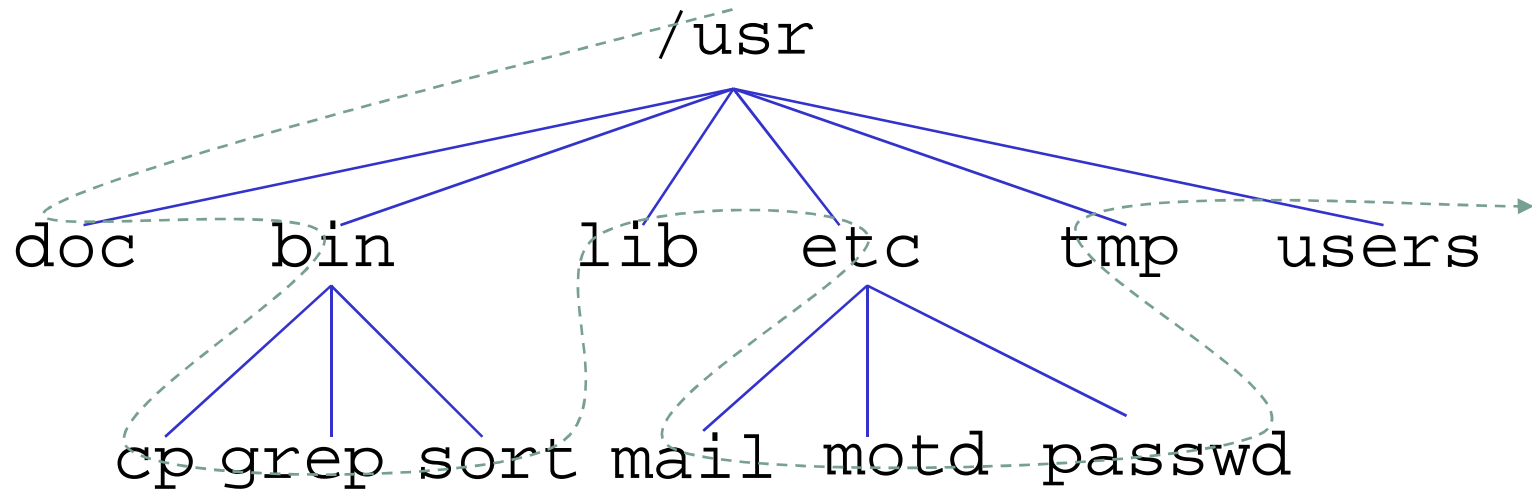 /usr
doc bin lib etc tmp users
cp grep sort mail motd passwd